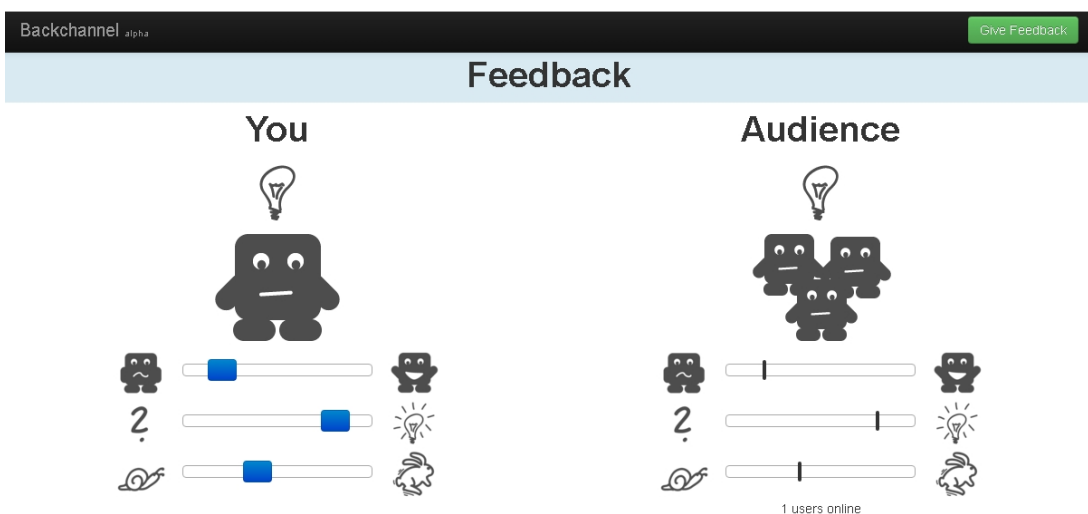 Backchannel alpha
Give Feedback
Feedback
You
Audience
?
?
1 users online